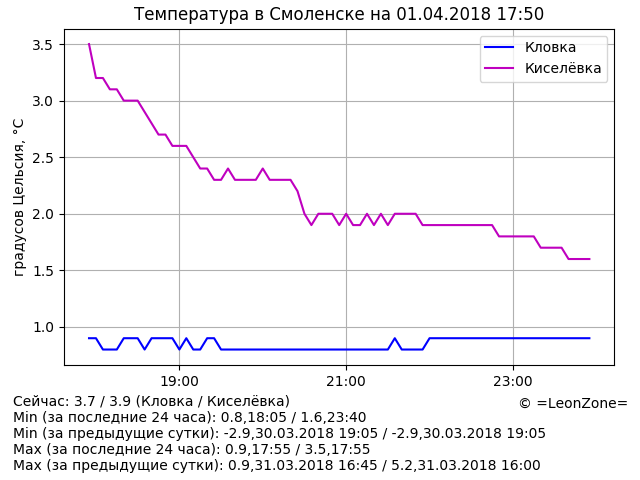 Температура в Смоленске на 01.04.2018 17:50
градусов Цельсия, °C
3.5
3.0
2.5
2.0
1.5
1.0
Кловка
Киселёвка
19:00
21:00
23:00
© =LeonZone=
Сейчас: 3.7 / 3.9 (Кловка / Киселёвка)
Min (за последние 24 часа): 0.8,18:05 / 1.6,23:40
Min (за предыдущие сутки): -2.9,30.03.2018 19:05 / -2.9,30.03.2018 19:05
Max (за последние 24 часа): 0.9,17:55 / 3.5,17:55
Max (за предыдущие сутки): 0.9,31.03.2018 16:45 / 5.2,31.03.2018 16:00